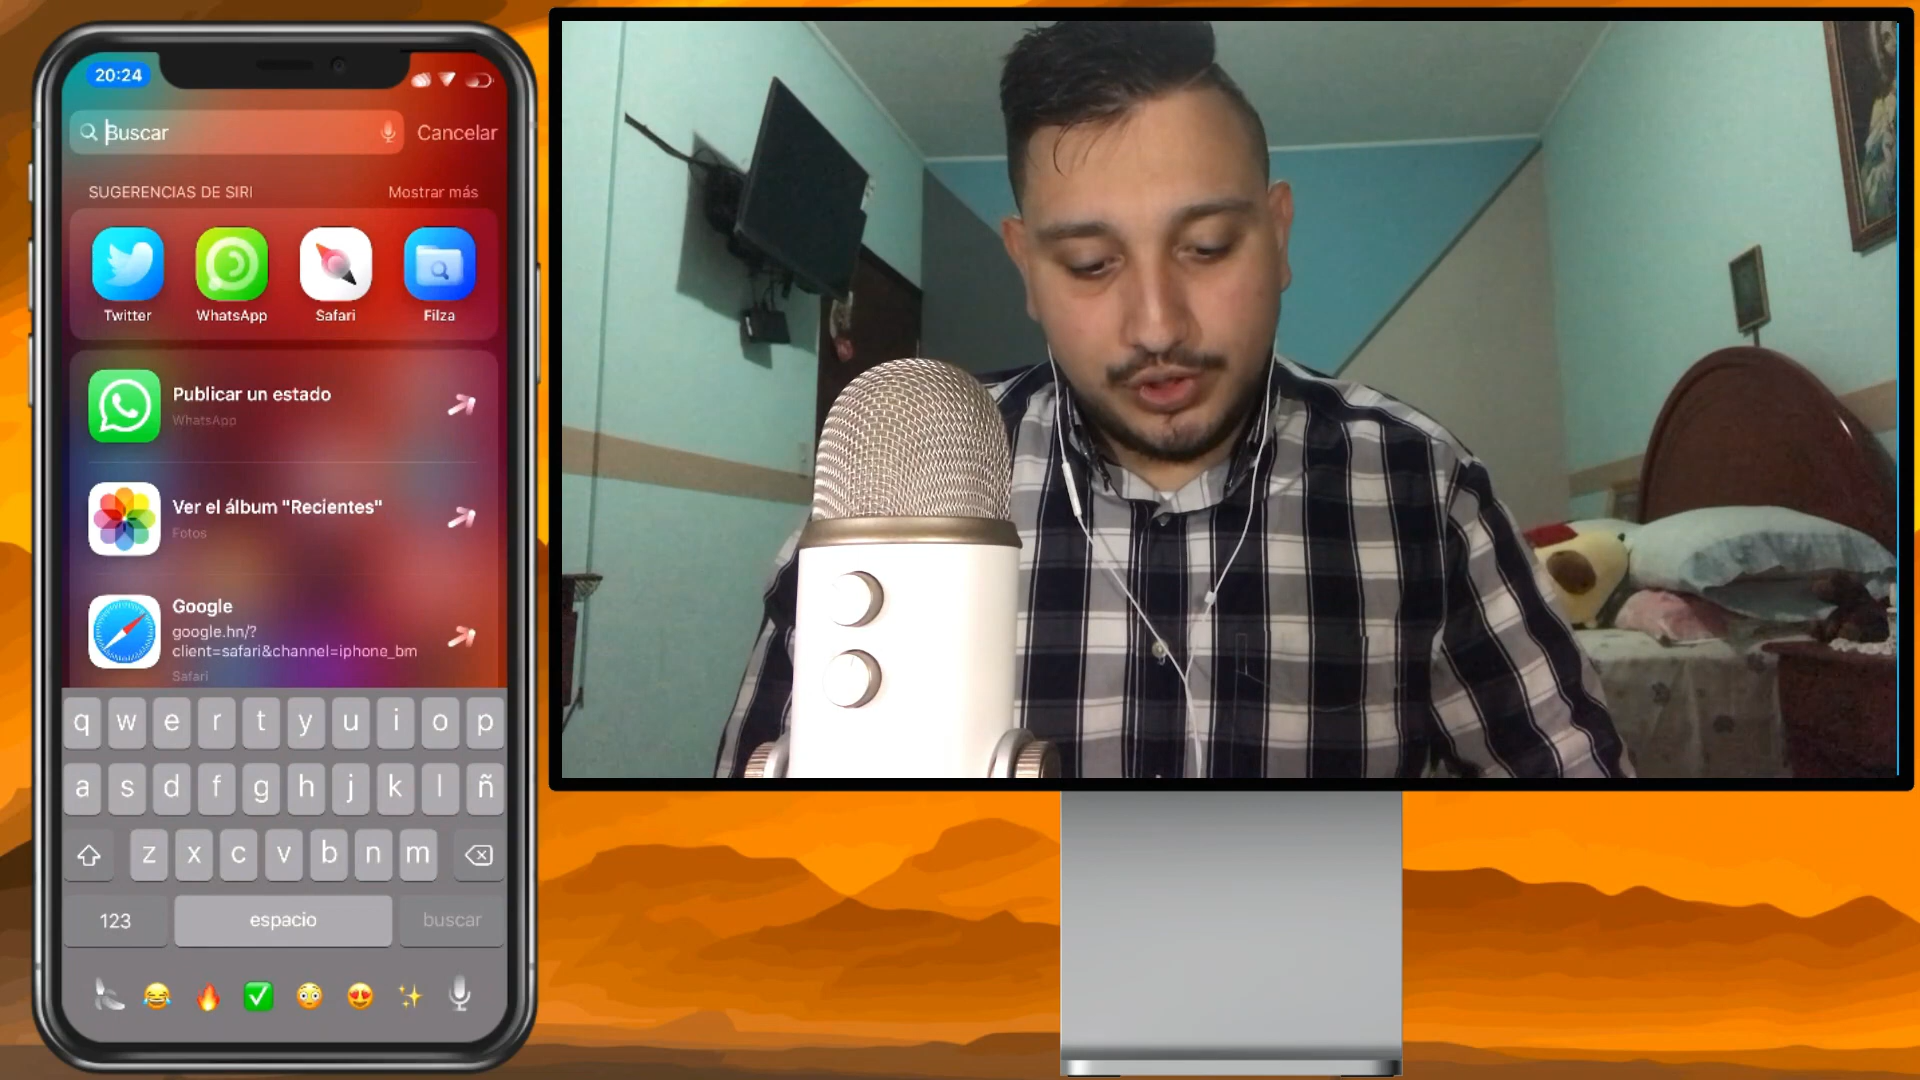 20:24
Buscar
Cancelar
SUGERENCIAS DE SIRI
Mostrar más
Twitter
WhatsApp
Safari
Filza
Publicar un estado
WhatsApp
Ver el álbum "Recientes"
Fotos
Google
google.hn/?
client=safari&channel=iphone_bm
Safari
q w e r t y u i o p
a s d f g h j k l ñ
z x c v b n m
123
espacio
buscar